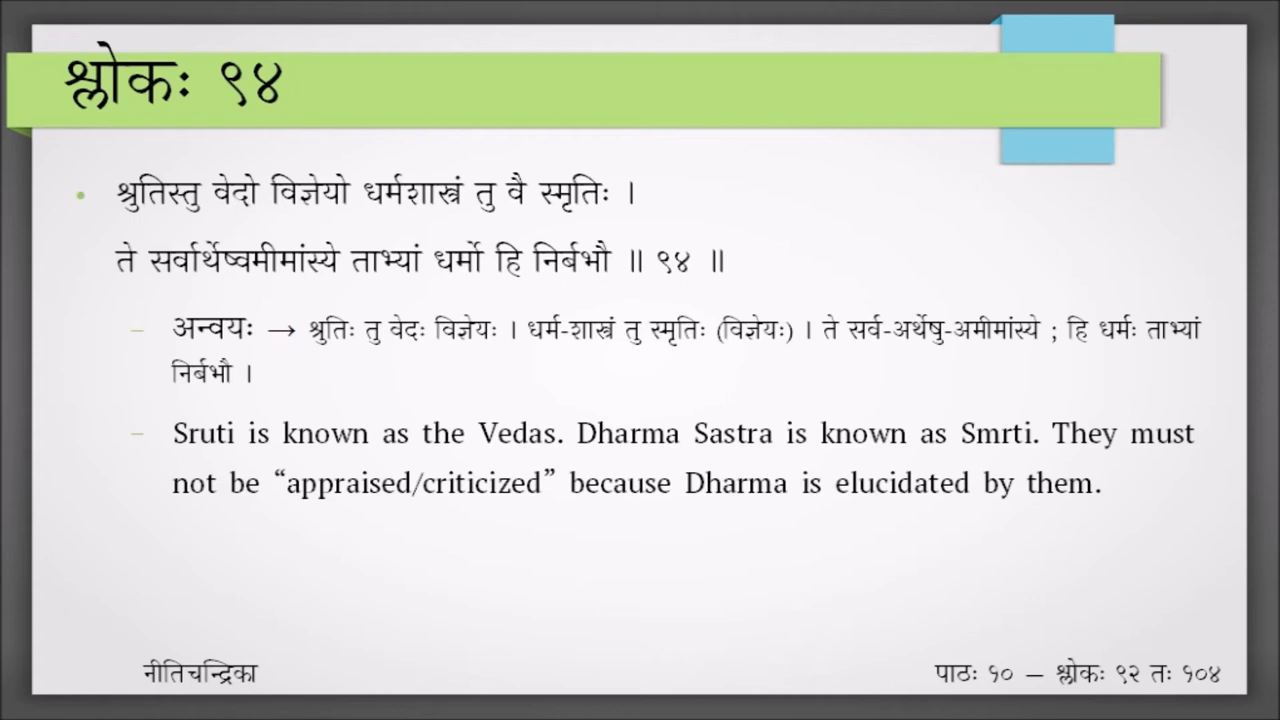 श्लोकः ९४
• श्रुतिस्तु वेदो विज्ञेयो धर्मशास्त्रं तु वै स्मृतिः ।
ते सर्वार्थेष्वमीमांस्ये ताभ्यां धर्मो हि निर्बभौ ॥ ९४ ॥
– अन्वयः → श्रुतिः तु वेदः विज्ञेयः । धर्म-शास्त्रं तु स्मृतिः (विज्ञेयः) । ते सर्व-अर्थेषु-अमीमांस्ये ; हि धर्मः ताभ्यां
निर्बभौ ।
– Sruti is known as the Vedas. Dharma Sastra is known as Smrti. They must
not be “appraised/criticized” because Dharma is elucidated by them.
नीतिचन्द्रिका
पाठः १० – श्लोकः ९२ तः १०४